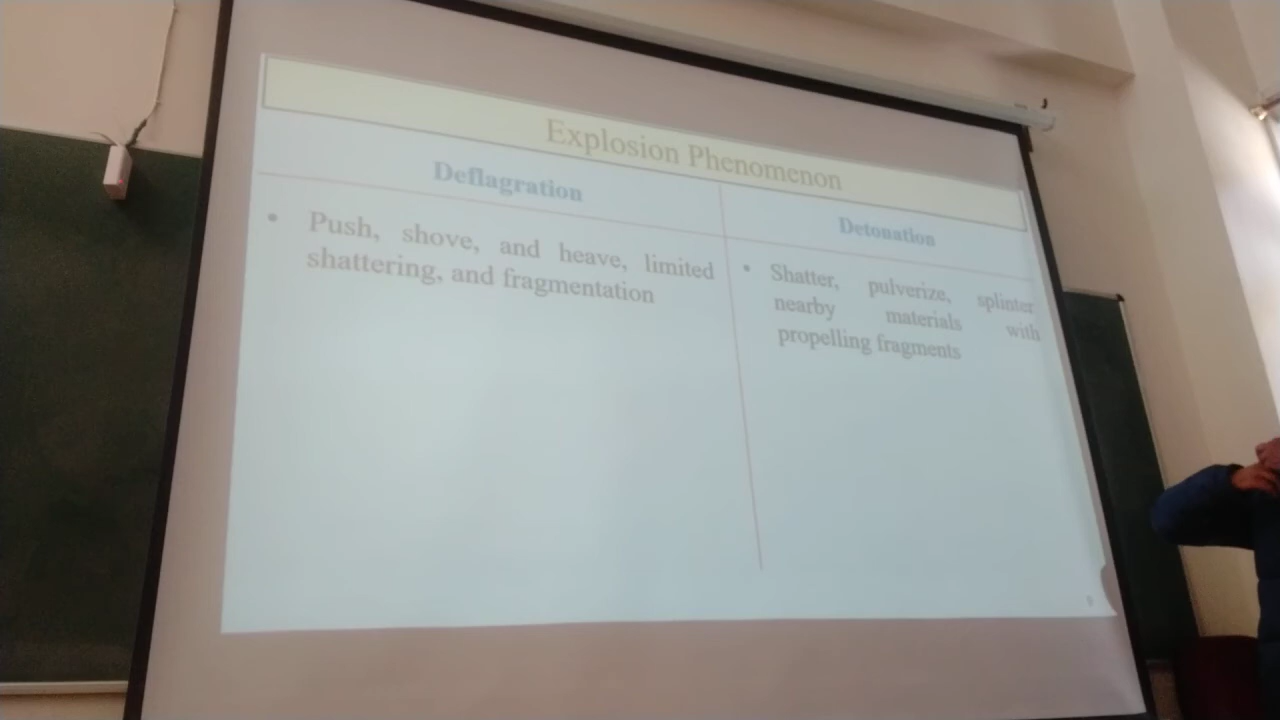 Explosion Phenomenon
Deflagration
• Push, shove, and heave, limited
shattering, and fragmentation
Detonation
• Shatter, pulverize, splinter
nearby materials with
propelling fragments